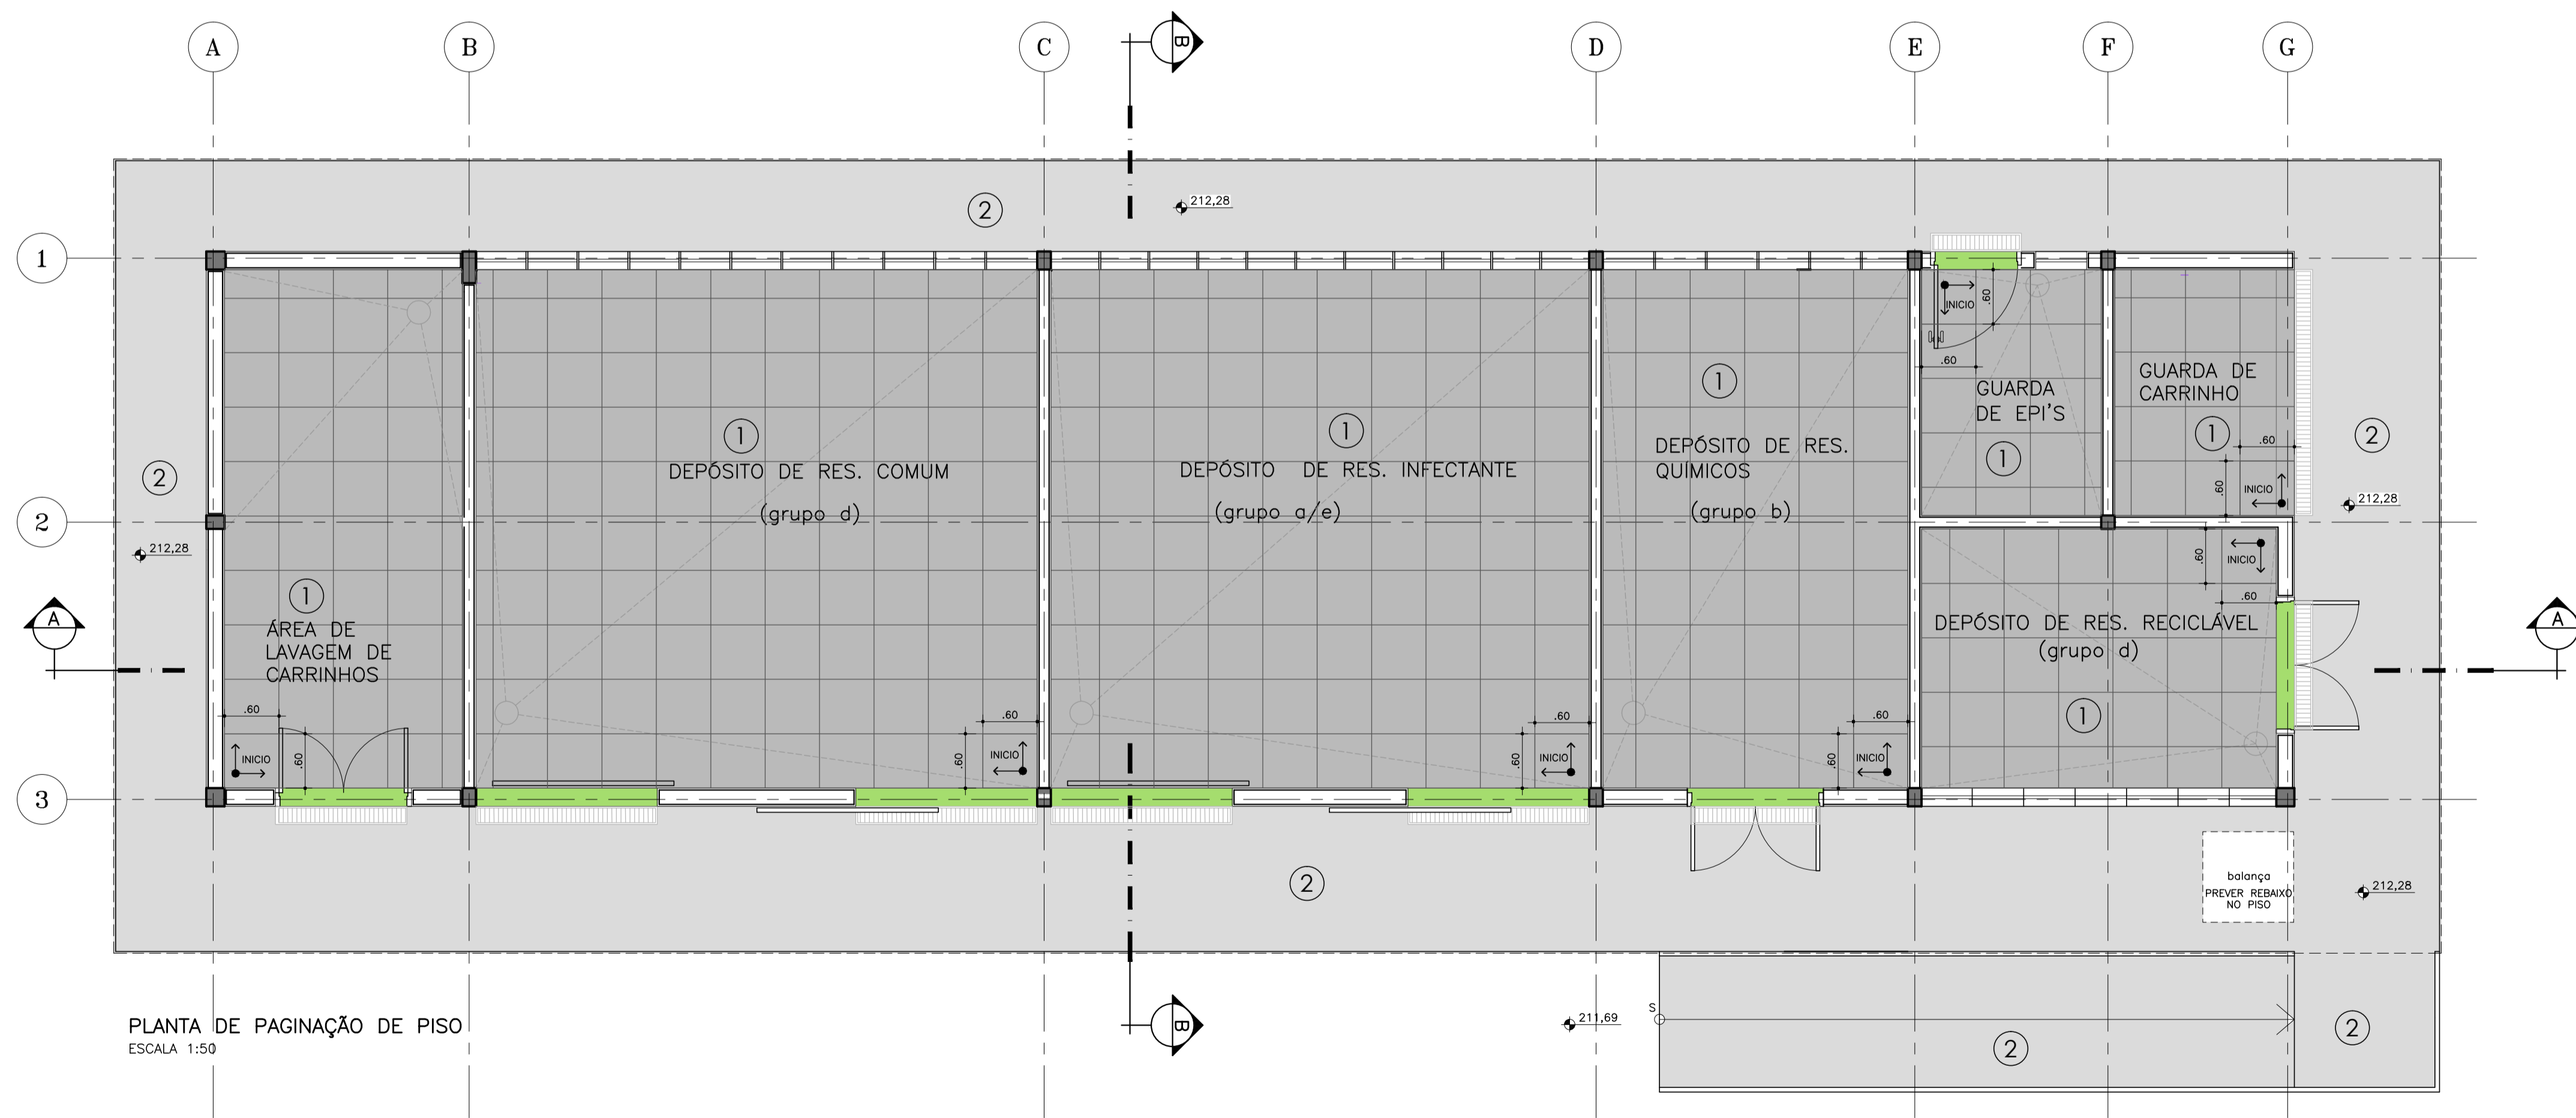 A
B
C
D
E
F
G
B
2
212,28
1
INICIO
.60
.60
GUARDA
DE EPI'S
1
GUARDA DE
CARRINHO
1
.60
.60
INICIO
2
212,28
1
DEPÓSITO DE RES. COMUM
(grupo d)
1
DEPÓSITO DE RES. INFECTANTE
(grupo a/e)
1
DEPÓSITO DE RES.
QUÍMICOS
(grupo b)
2
2
212,28
1
ÁREA DE
LAVAGEM DE
CARRINHOS
.60
.60
INICIO
.60
.60
INICIO
.60
.60
INICIO
.60
.60
INICIO
.60
.60
INICIO
DEPÓSITO DE RES. RECICLÁVEL
(grupo d)
1
A
A
3
2
balança
PREVER REBAIXO
NO PISO
212,28
PLANTA DE PAGINAÇÃO DE PISO
ESCALA 1:50
B
211,69
S
2
2